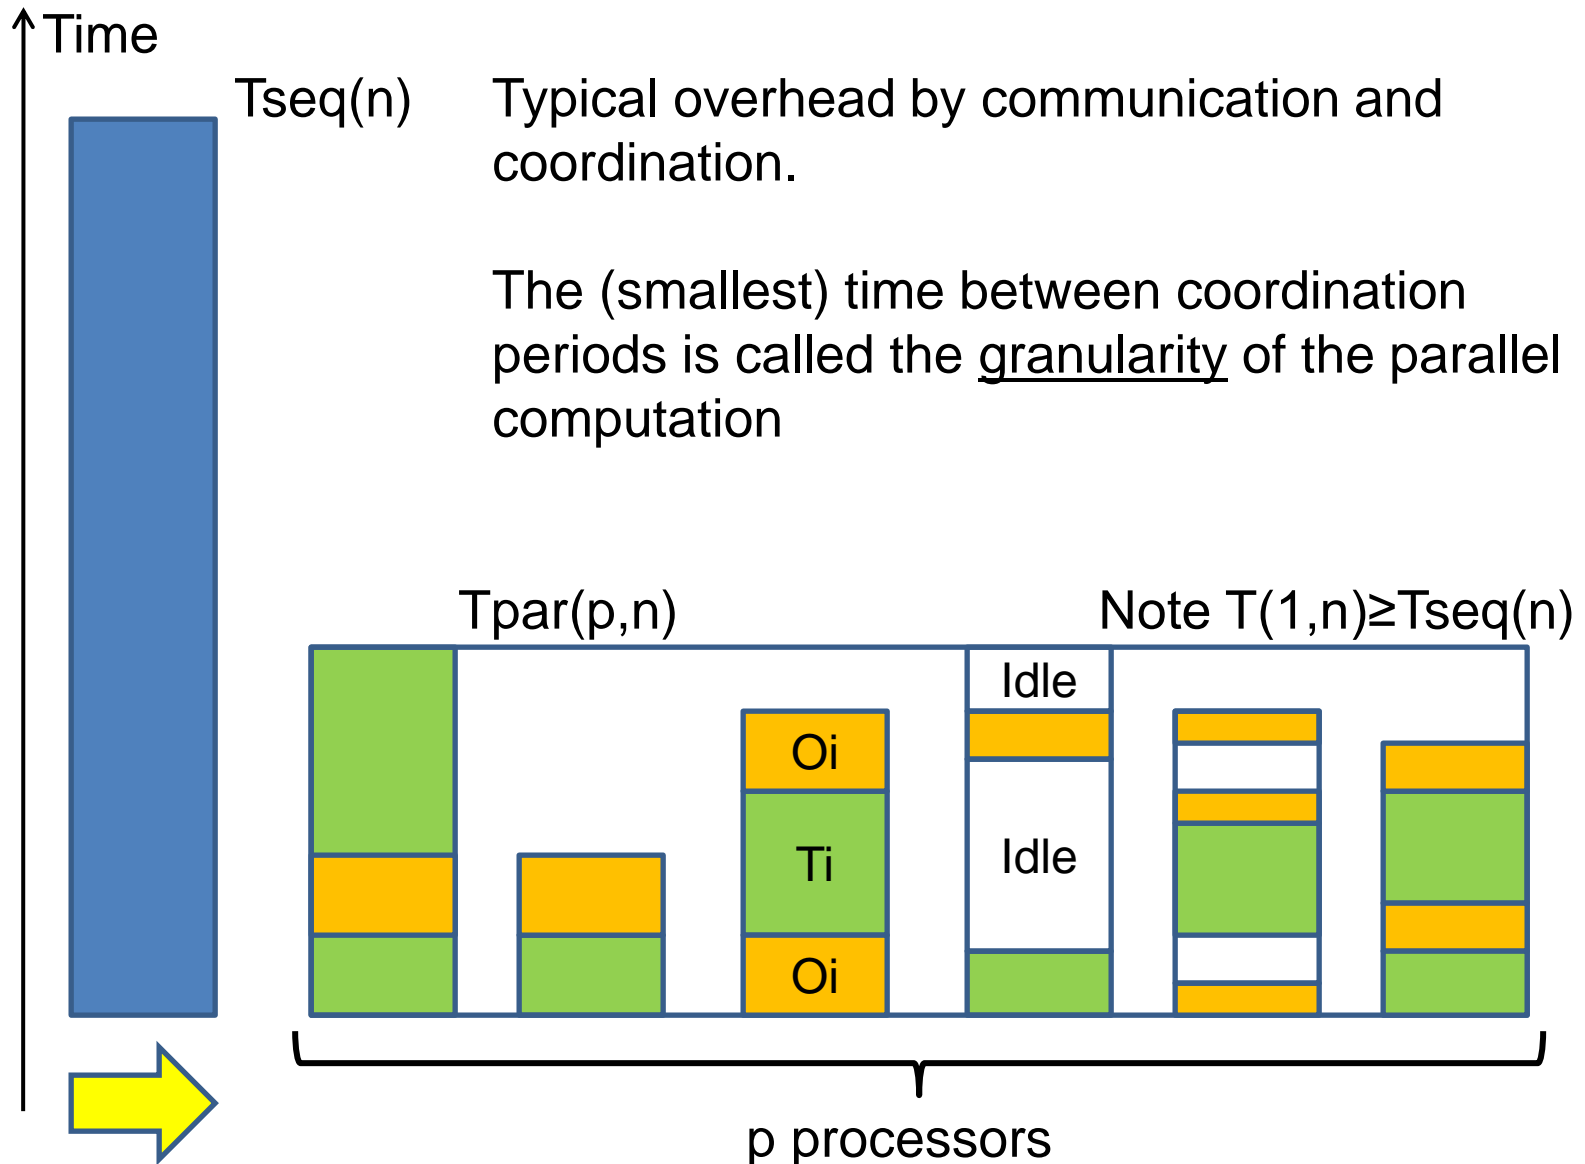 Time
Tseq(n)
Typical overhead by communication and
coordination.
The (smallest) time between coordination
periods is called the granularity of the parallel
computation
Tpar(p,n)
Note T(1,n)≥Tseq(n)
Idle
Oi
Ti
Idle
Oi
p processors